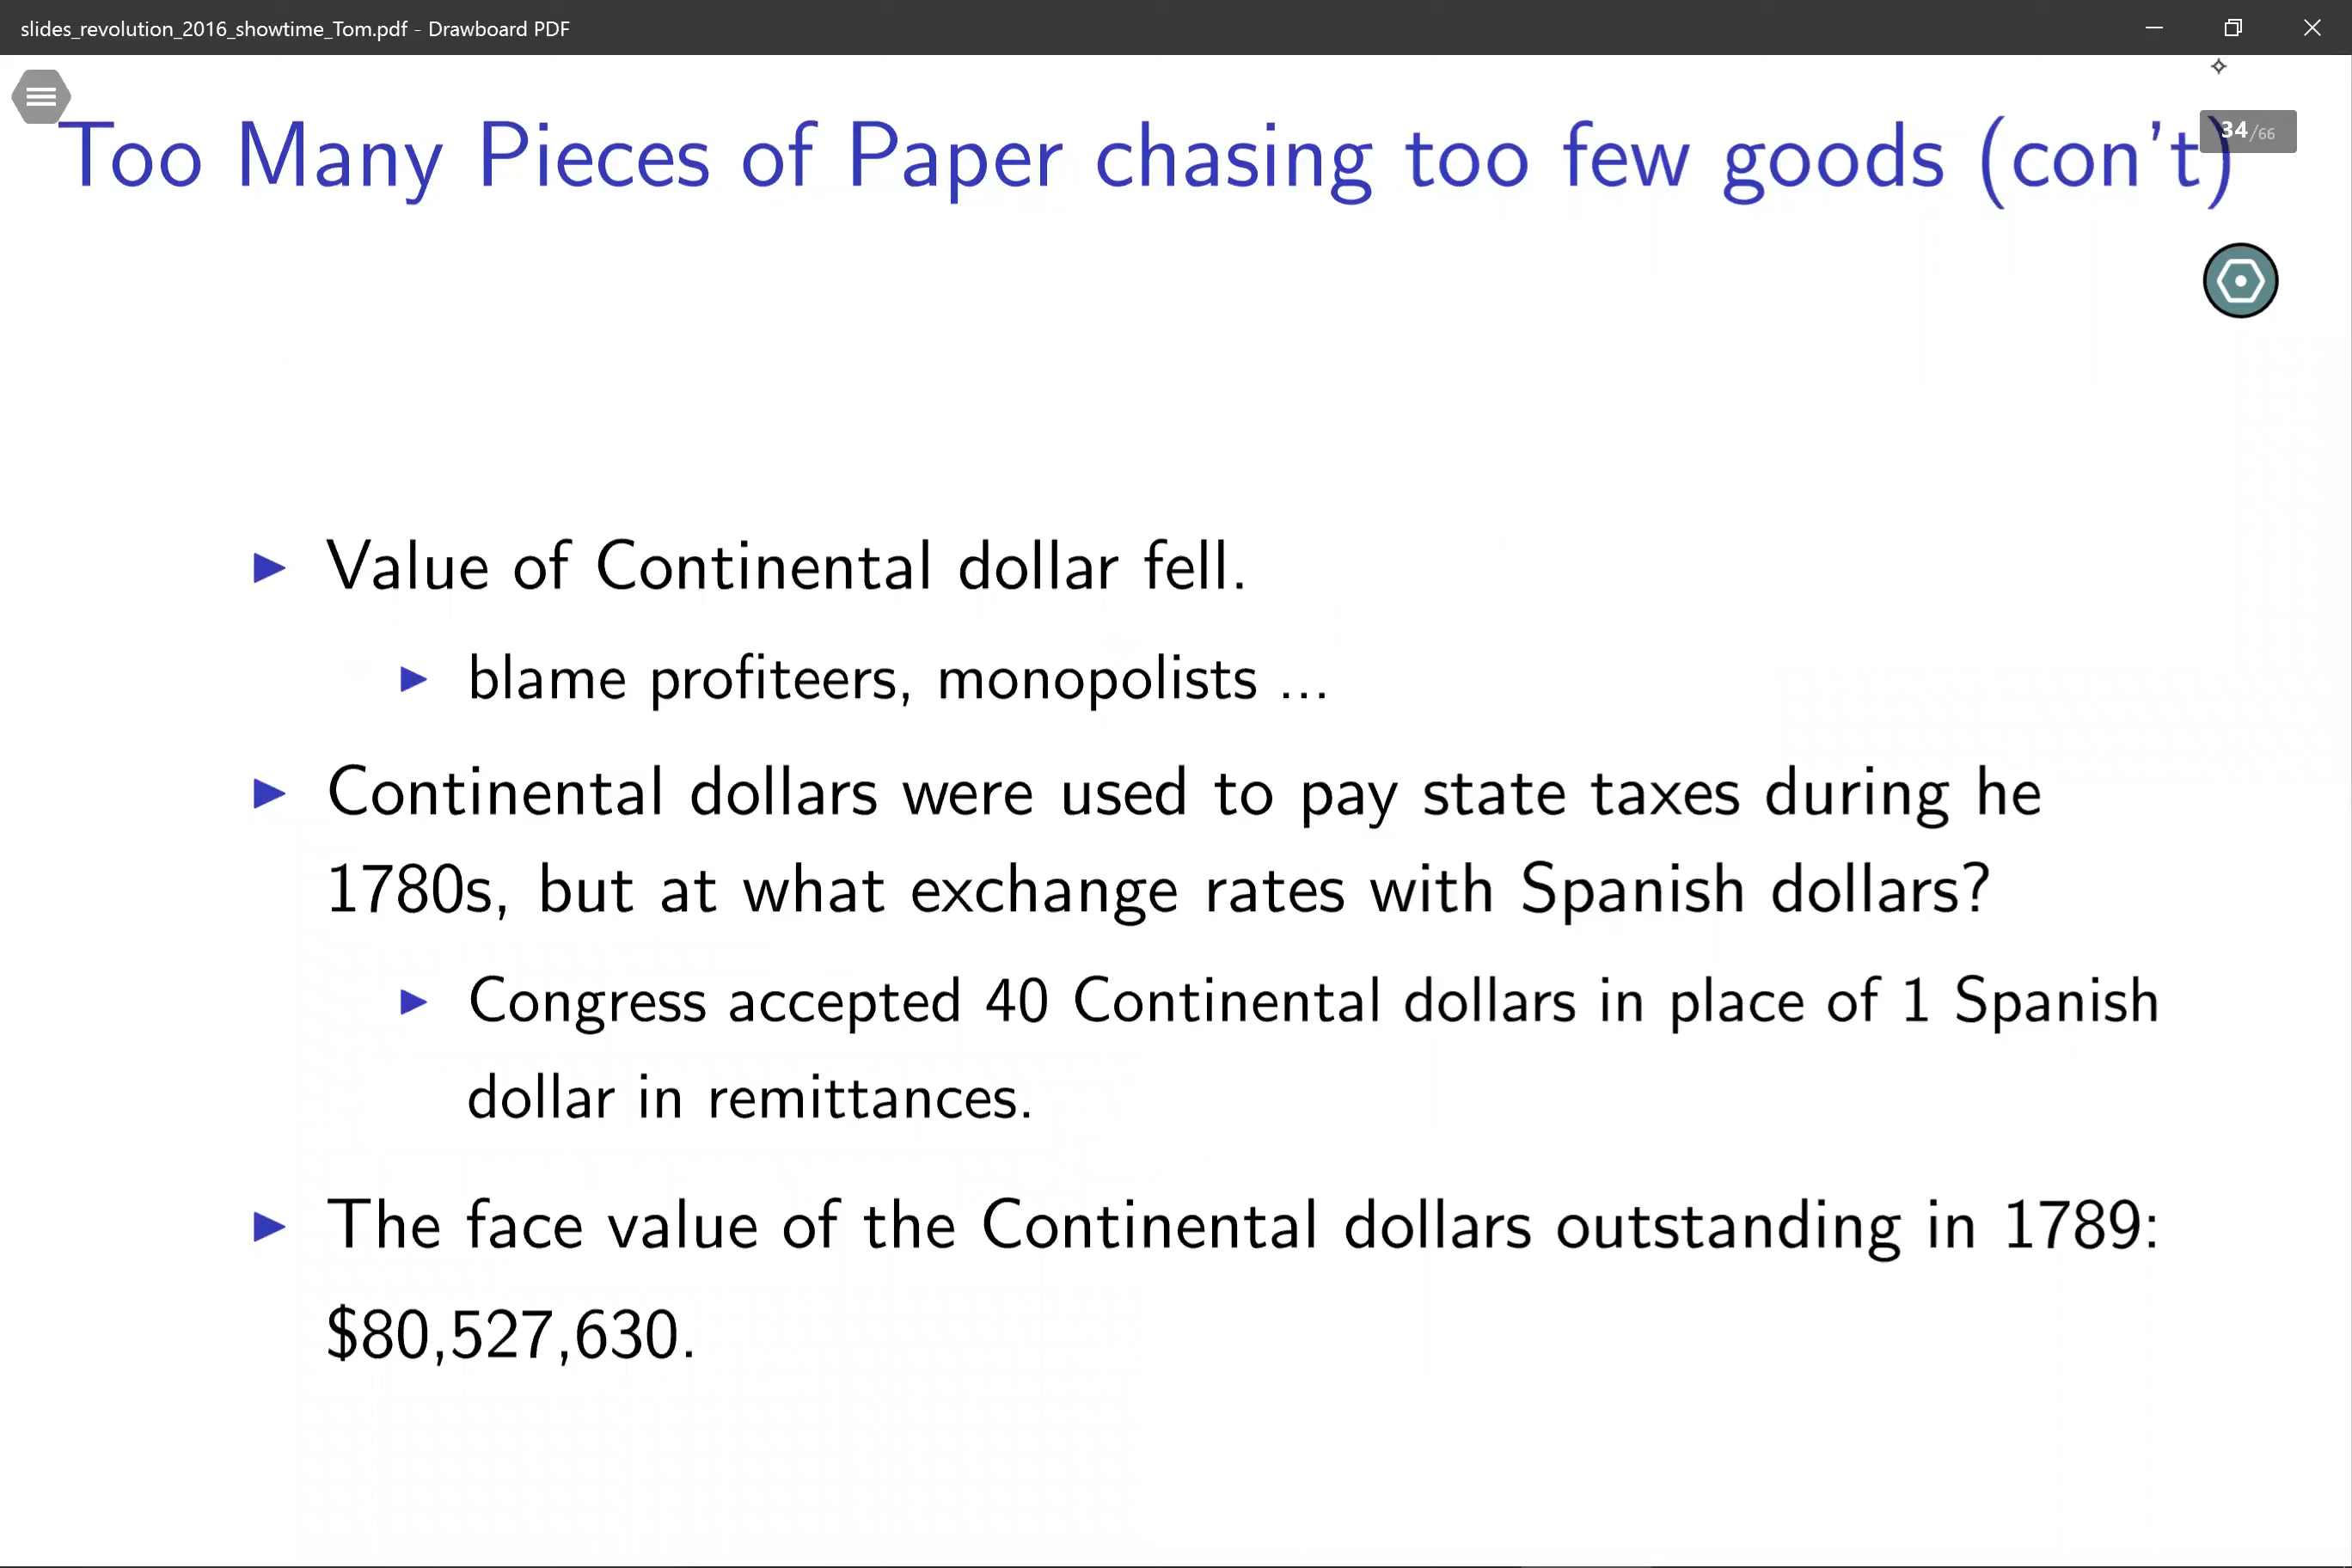 slides_revolution_2016_showtime_Tom.pdf - Drawboard PDF
34/66
Too Many Pieces of Paper chasing too few goods (con't)
Value of Continental dollar fell.
blame profiteers, monopolists ...
Continental dollars were used to pay state taxes during he
1780s, but at what exchange rates with Spanish dollars?
Congress accepted 40 Continental dollars in place of 1 Spanish
dollar in remittances.
The face value of the Continental dollars outstanding in 1789:
$80,527,630.